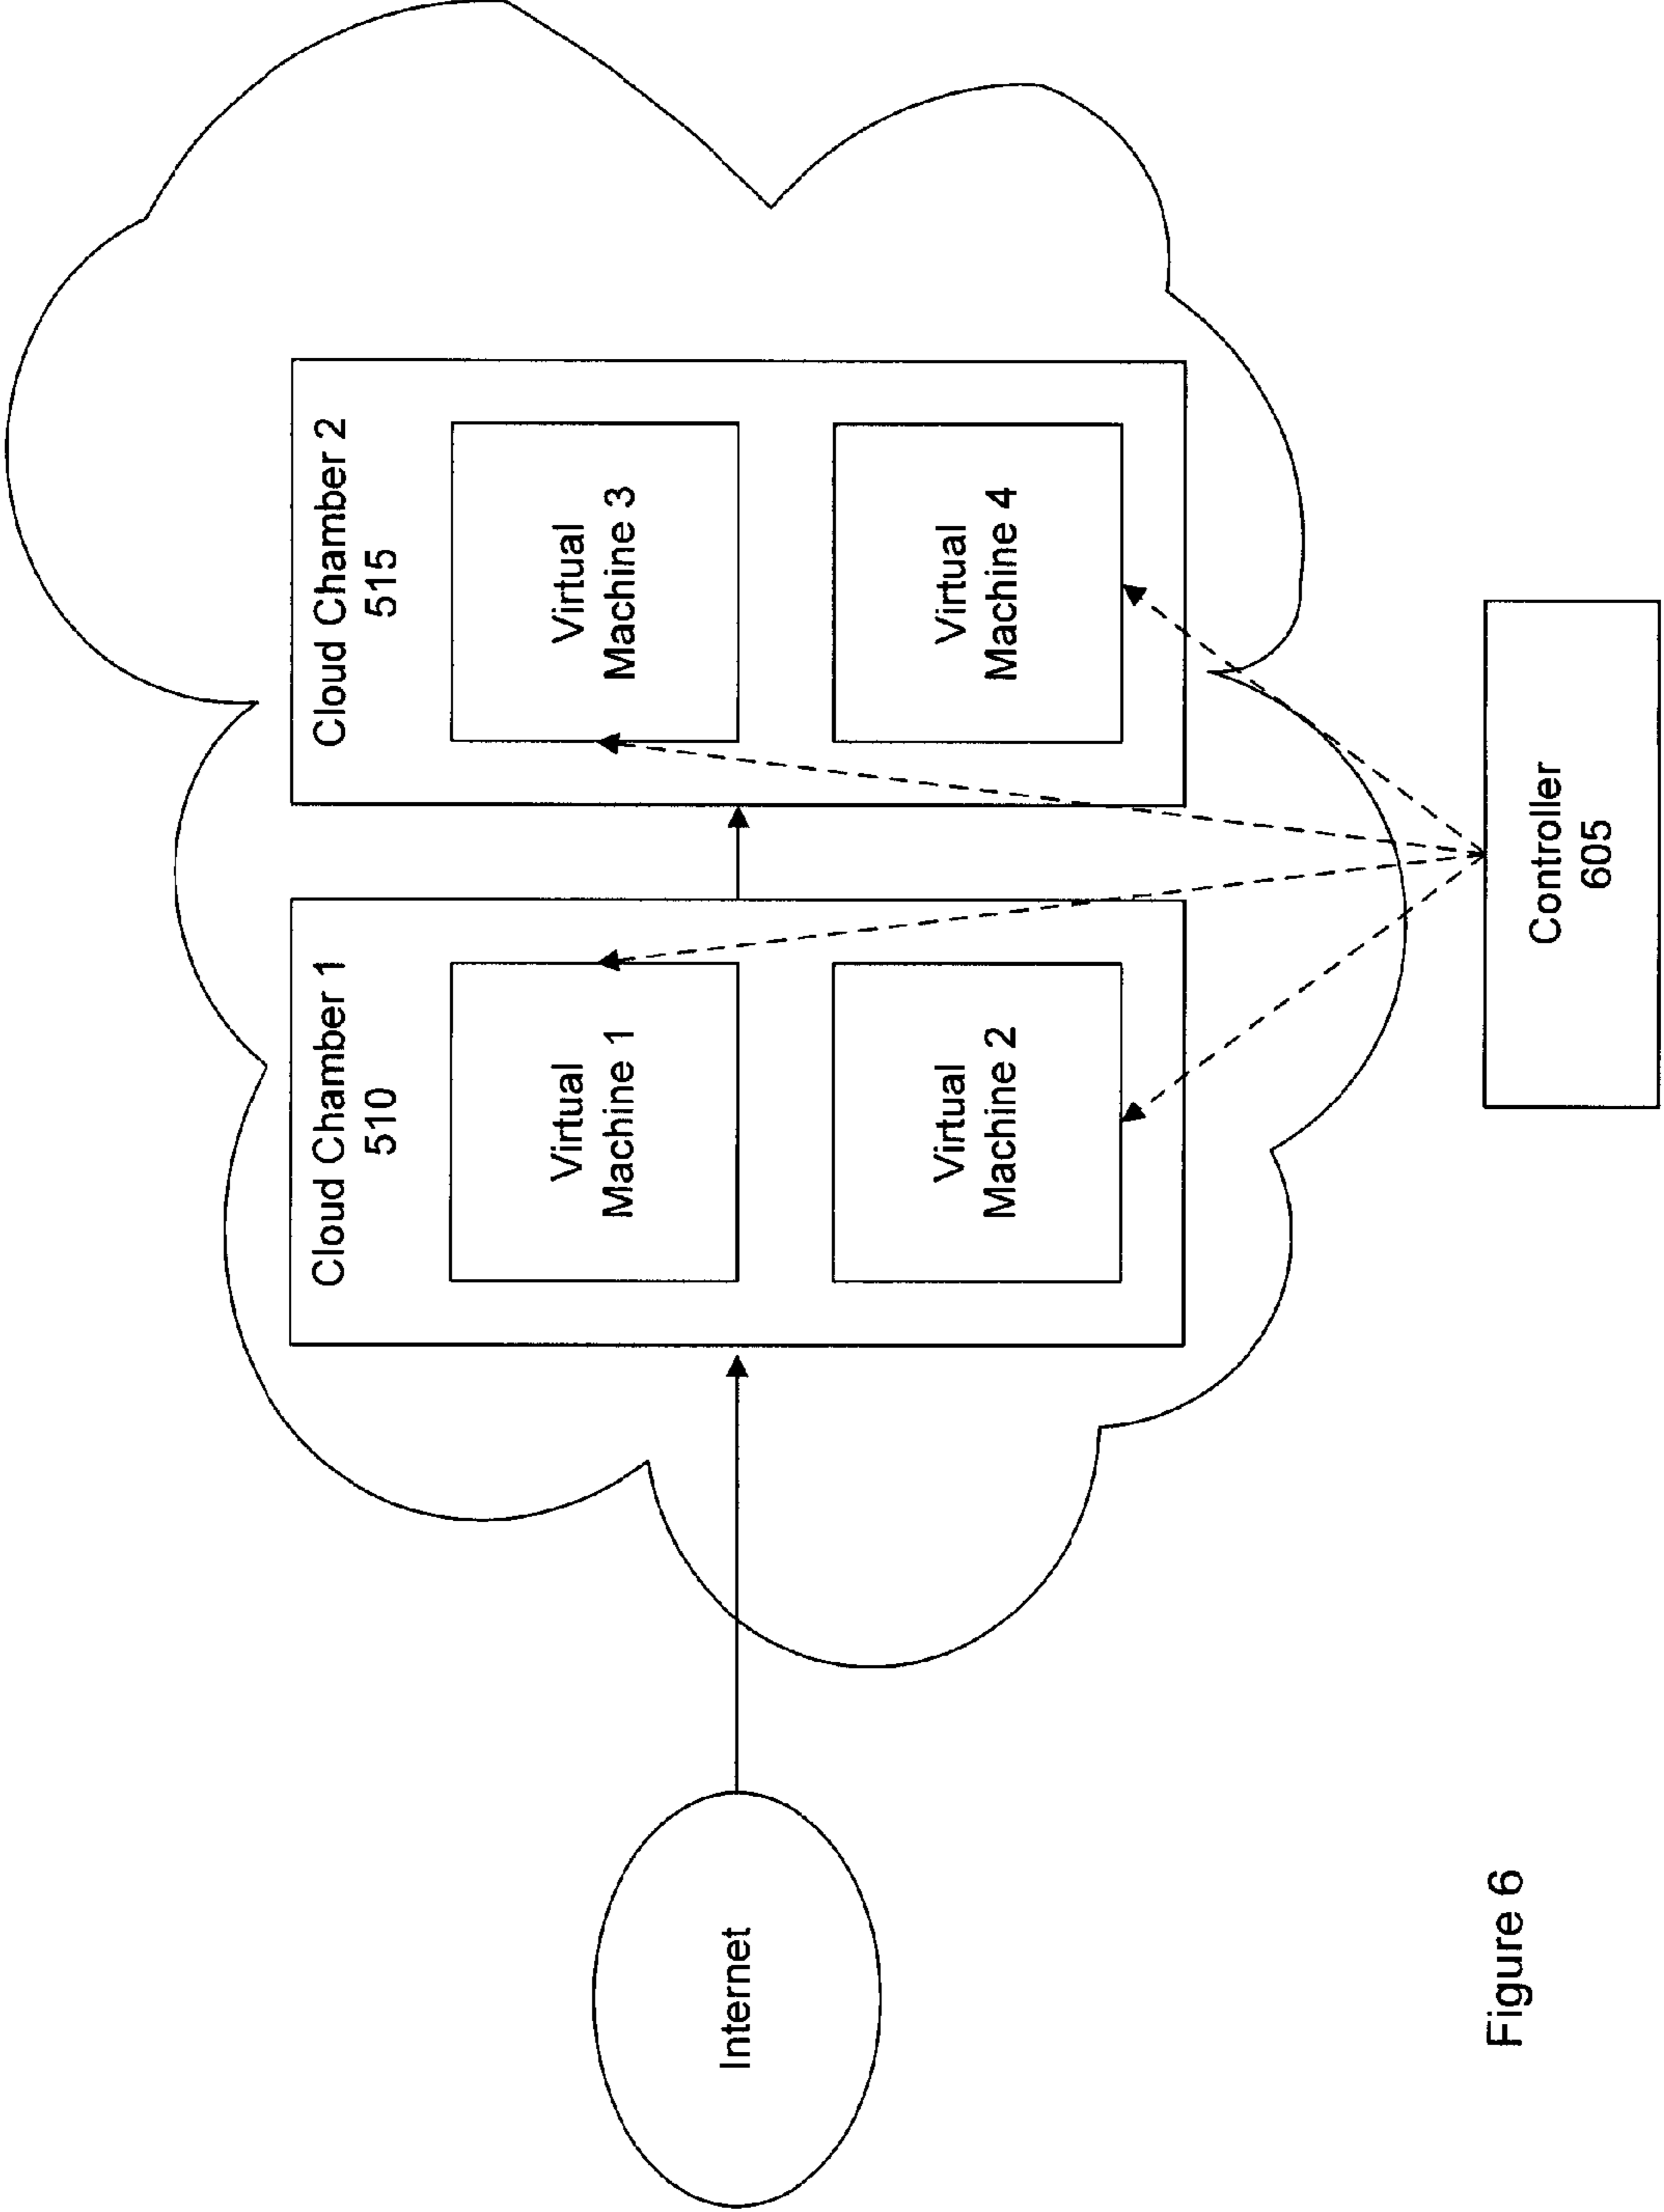 Cloud Chamber 1
510
Virtual
Machine 1
Virtual
Machine 2
Cloud Chamber 2
515
Virtual
Machine 3
Virtual
Machine 4
Internet
Controller
605
Figure 6